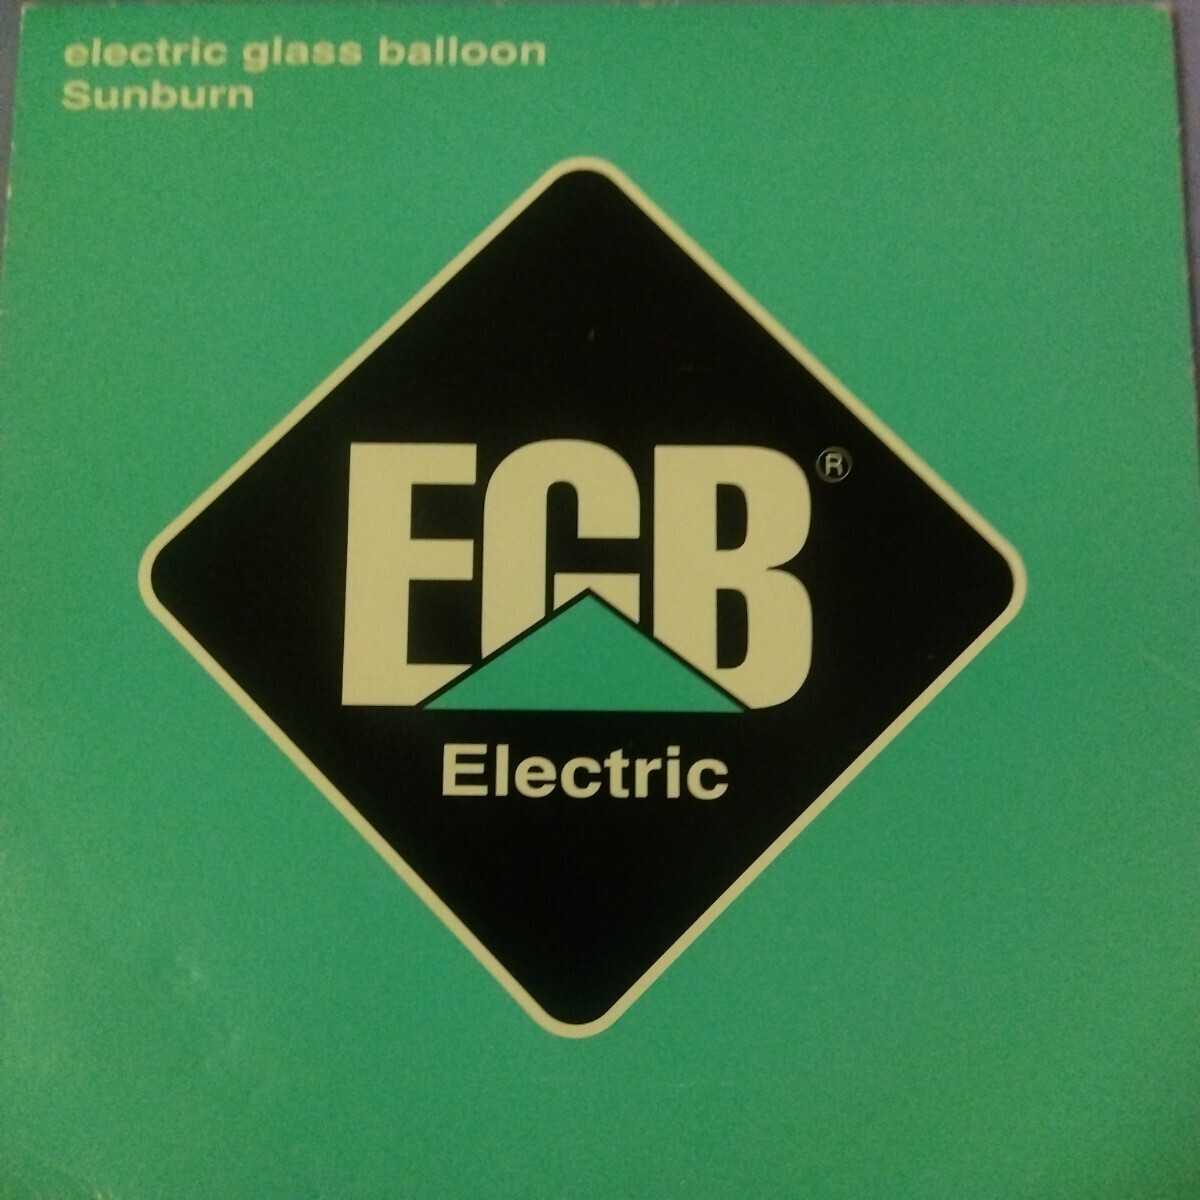 electric glass balloon
Sunburn
EGB®
Electric